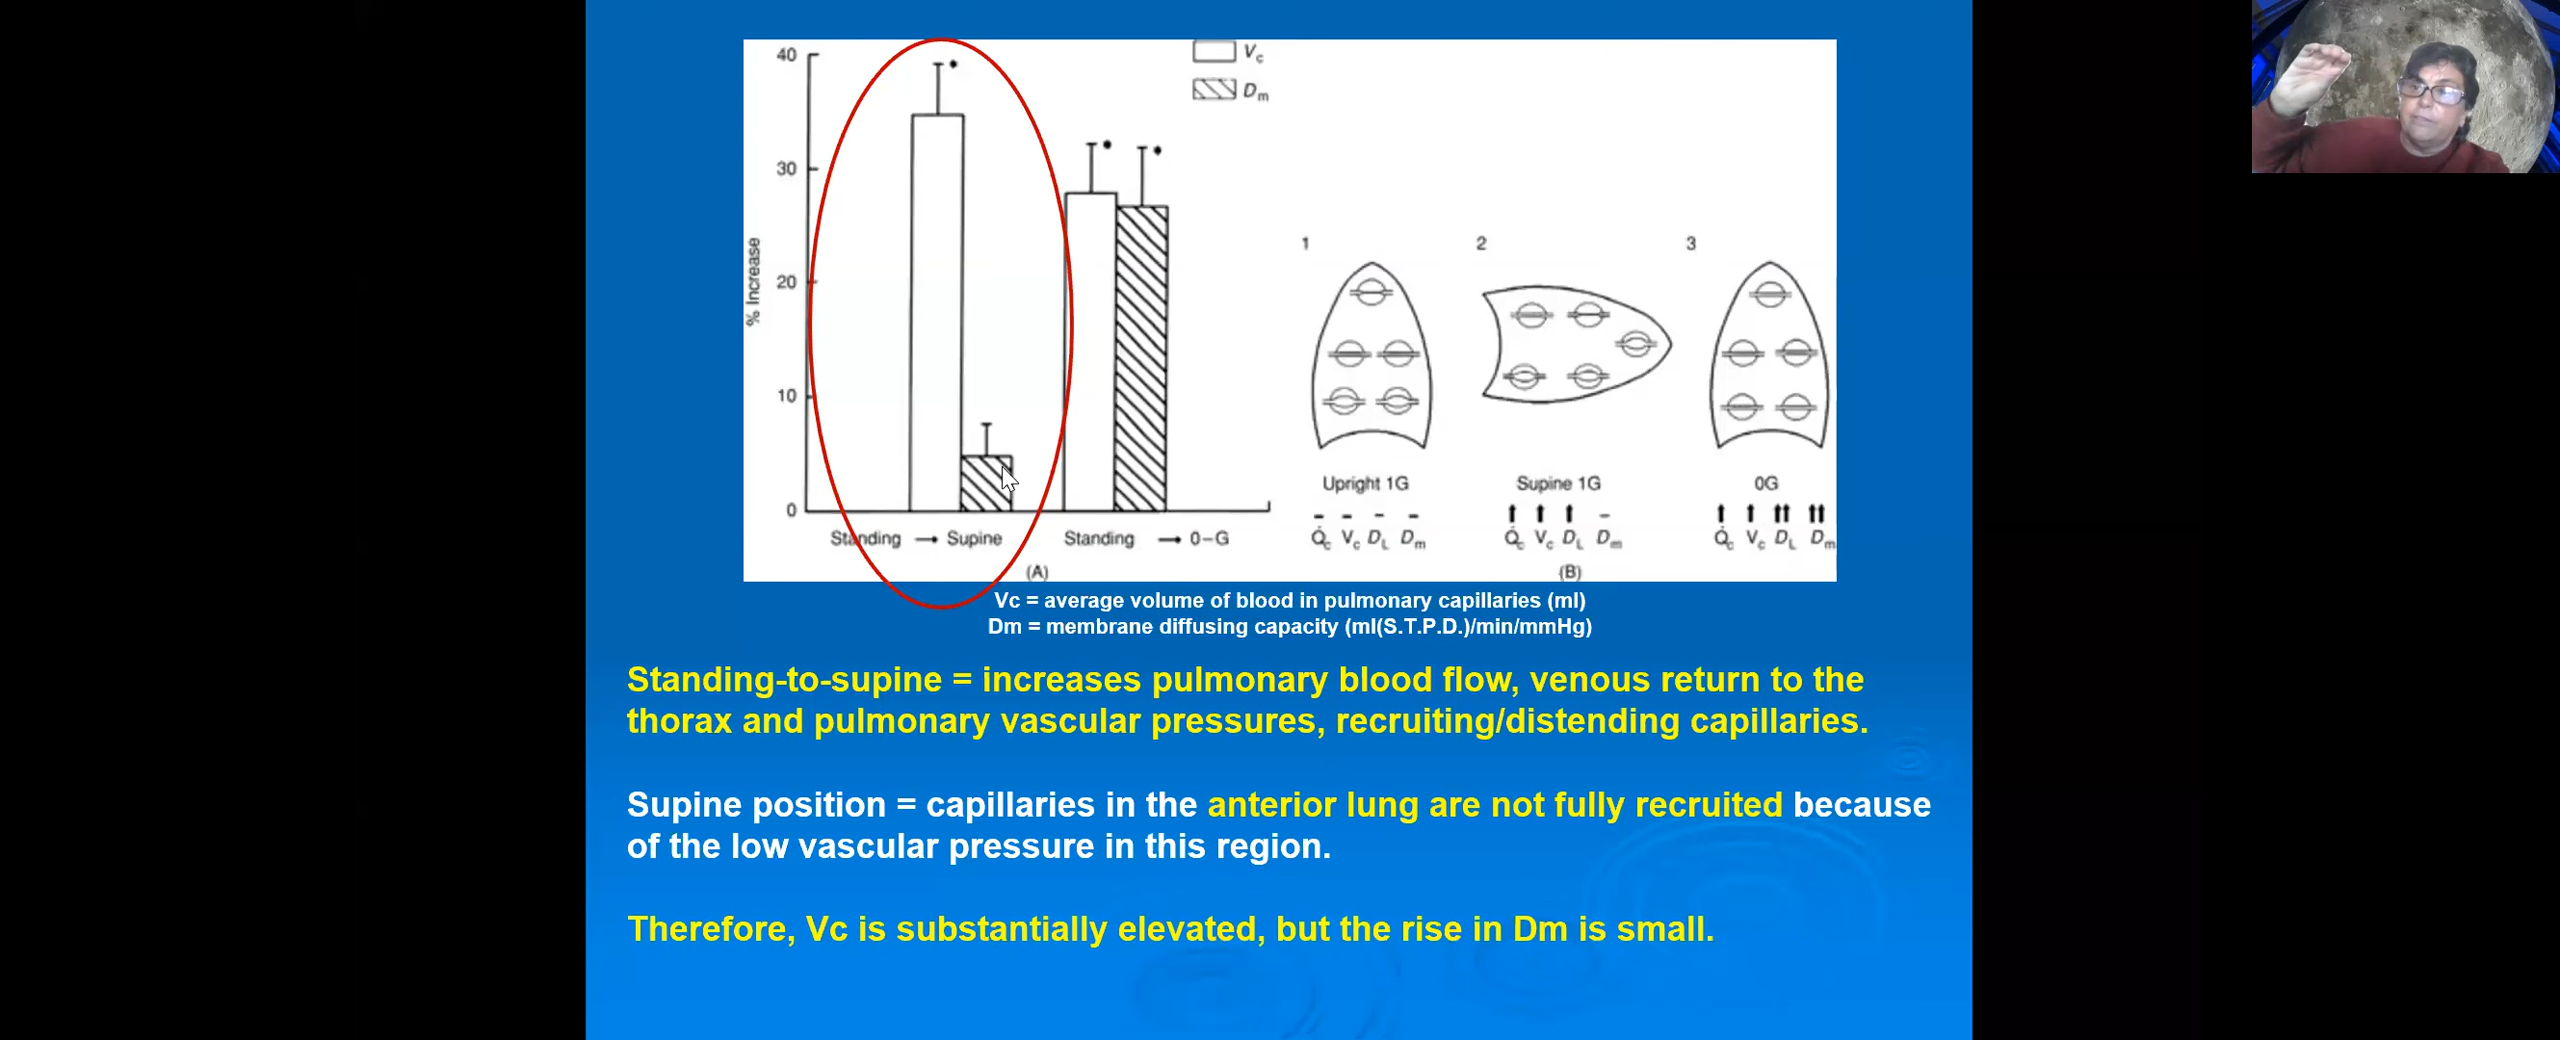 40
30
20
10
0
% Increase
Vc
Dm
Standing → Supine
Standing → 0-G
(A)
1
2
3
Upright 1G
Supine 1G
0G
Q̇c Vc DL Dm
Q̇c Vc DL Dm
Q̇c Vc DL Dm
(B)
Vc = average volume of blood in pulmonary capillaries (ml)
Dm = membrane diffusing capacity (ml(S.T.P.D.)/min/mmHg)
Standing-to-supine = increases pulmonary blood flow, venous return to the
thorax and pulmonary vascular pressures, recruiting/distending capillaries.
Supine position = capillaries in the anterior lung are not fully recruited because
of the low vascular pressure in this region.
Therefore, Vc is substantially elevated, but the rise in Dm is small.